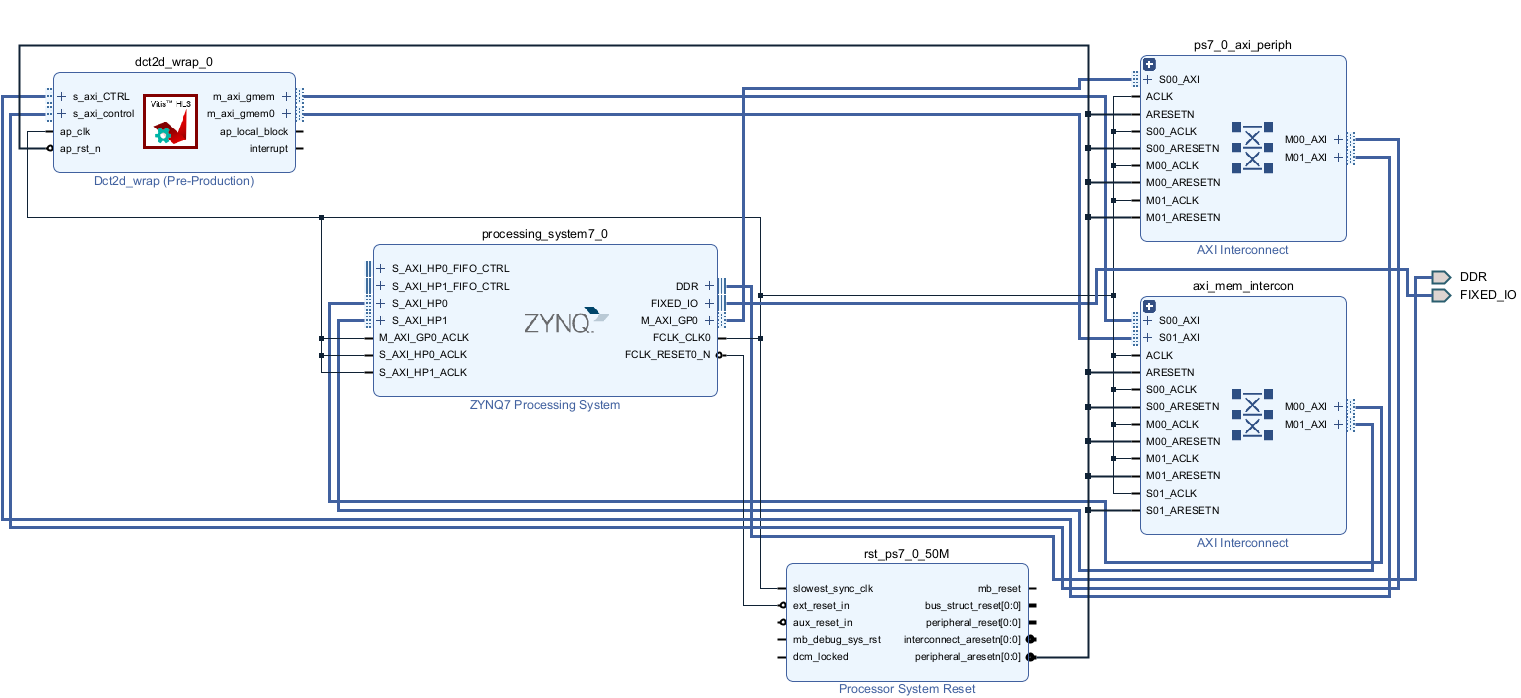 dct2d_wrap_0
s_axi_CTRL
s_axi_control
ap_clk
ap_rst_n
Vitis™ HLS
m_axi_gmem
m_axi_gmem0
ap_local_block
interrupt
Dct2d_wrap (Pre-Production)
processing_system7_0
S_AXI_HP0_FIFO_CTRL
S_AXI_HP1_FIFO_CTRL
S_AXI_HP0
S_AXI_HP1
M_AXI_GP0_ACLK
S_AXI_HP0_ACLK
S_AXI_HP1_ACLK
ZYNQ
DDR
FIXED_IO
M_AXI_GP0
FCLK_CLK0
FCLK_RESET0_N
ZYNQ7 Processing System
ps7_0_axi_periph
S00_AXI
ACLK
ARESETN
S00_ACLK
S00_ARESETN
M00_ACLK
M00_ARESETN
M01_ACLK
M01_ARESETN
M00_AXI
M01_AXI
AXI Interconnect
DDR
FIXED_IO
axi_mem_intercon
S00_AXI
S01_AXI
ACLK
ARESETN
S00_ACLK
S00_ARESETN
M00_ACLK
M00_ARESETN
M01_ACLK
M01_ARESETN
S01_ACLK
S01_ARESETN
M00_AXI
M01_AXI
AXI Interconnect
rst_ps7_0_50M
slowest_sync_clk
ext_reset_in
aux_reset_in
mb_debug_sys_rst
dcm_locked
mb_reset
bus_struct_reset[0:0]
peripheral_reset[0:0]
interconnect_aresetn[0:0]
peripheral_aresetn[0:0]
Processor System Reset